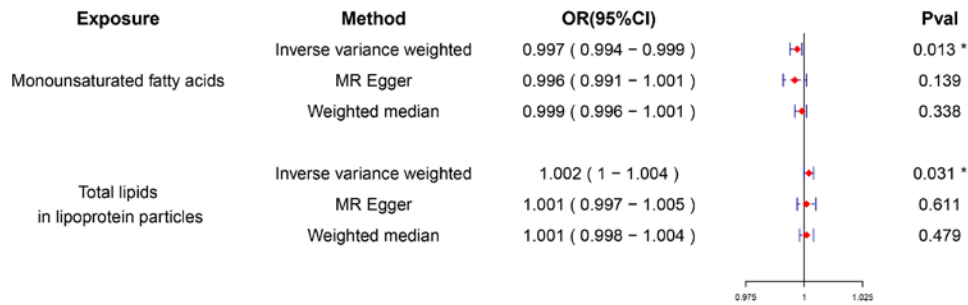 Exposure Method OR(95%CI) Pval
Inverse variance weighted 0.997 ( 0.994 − 0.999 ) 0.013 *
Monounsaturated fatty acids MR Egger 0.996 ( 0.991 − 1.001 ) 0.139
Weighted median 0.999 ( 0.996 − 1.001 ) 0.338
Inverse variance weighted 1.002 ( 1 − 1.004 ) 0.031 *
Total lipids
in lipoprotein particles
MR Egger 1.001 ( 0.997 − 1.005 ) 0.611
Weighted median 1.001 ( 0.998 − 1.004 ) 0.479
0.975 1 1.025